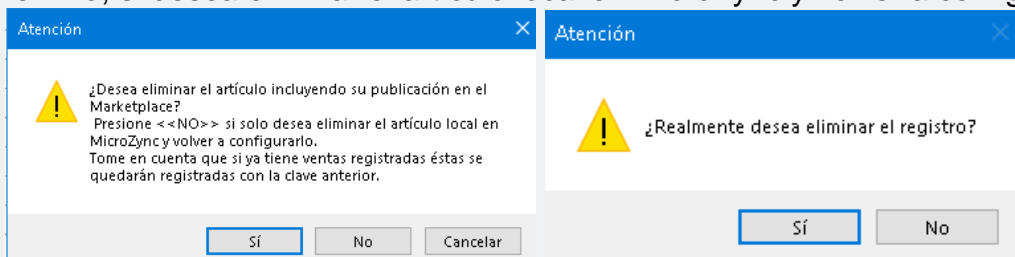 Atención
¿Desea eliminar el artículo incluyendo su publicación en el
Marketplace?
Presione <<NO>> si solo desea eliminar el artículo local en
MicroZync y volver a configurarlo.
Tome en cuenta que si ya tiene ventas registradas éstas se
quedarán registradas con la clave anterior.
Sí No Cancelar
Atención
¿Realmente desea eliminar el registro?
Sí No